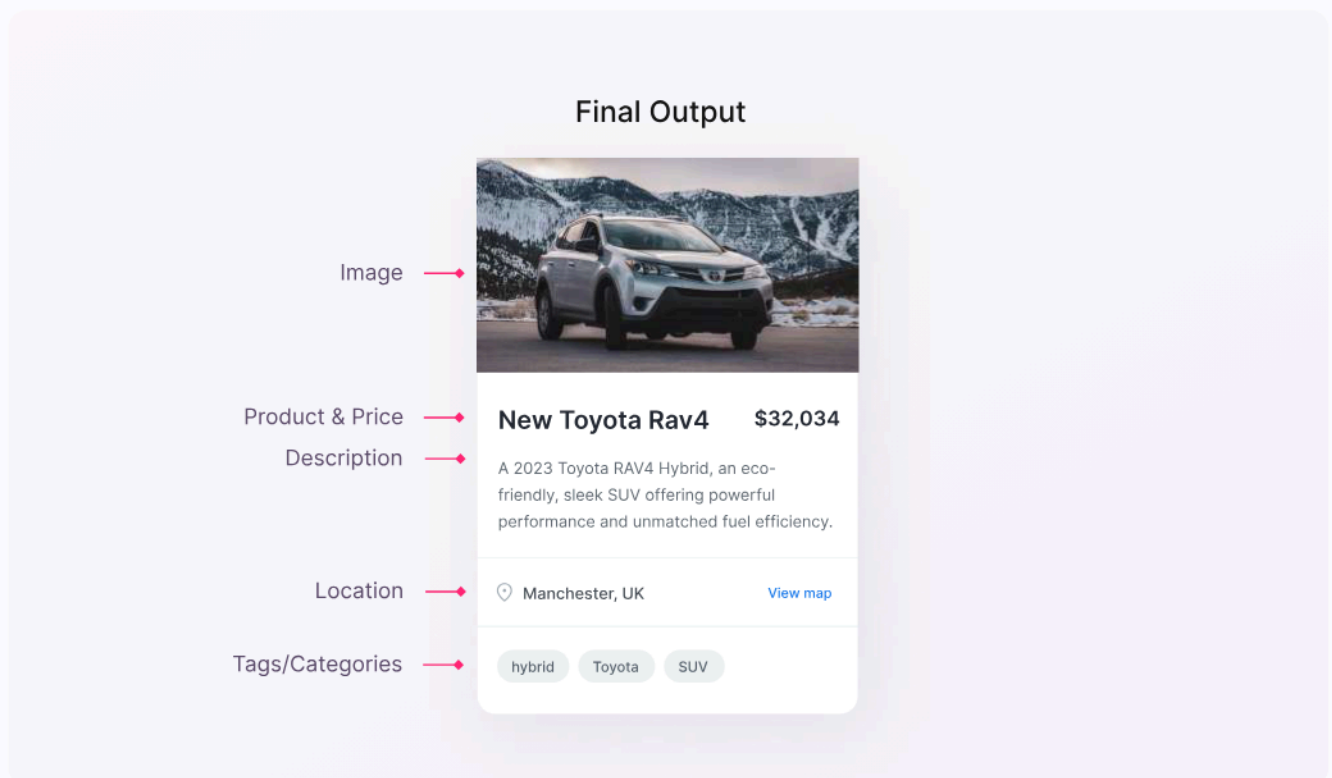 Final Output
Image
Product & Price
New Toyota Rav4
$32,034
Description
A 2023 Toyota RAV4 Hybrid, an eco-
friendly, sleek SUV offering powerful
performance and unmatched fuel efficiency.
Location
Manchester, UK
View map
Tags/Categories
hybrid
Toyota
SUV